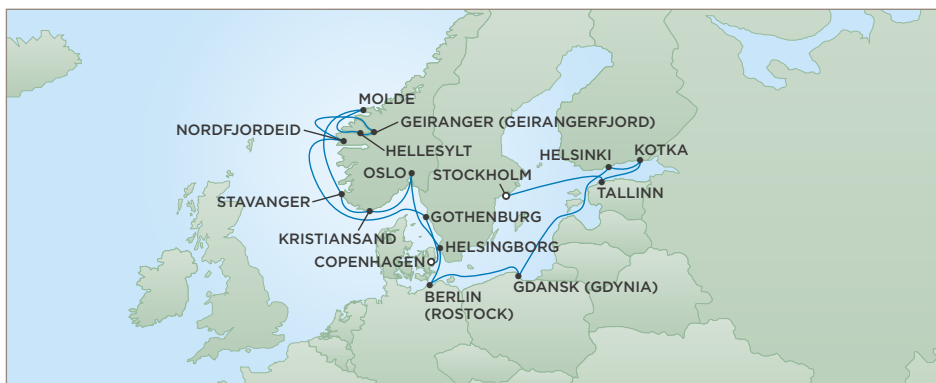 MOLDE
GEIRANGER (GEIRANGERFJORD)
NORDFJORDEID
HELLESYLT
HELSINKI
KOTKA
OSLO
STOCKHOLM
TALLINN
STAVANGER
GOTHENBURG
KRISTIANSAND
HELSINGBORG
COPENHAGEN
GDANSK (GDYNIA)
BERLIN
(ROSTOCK)